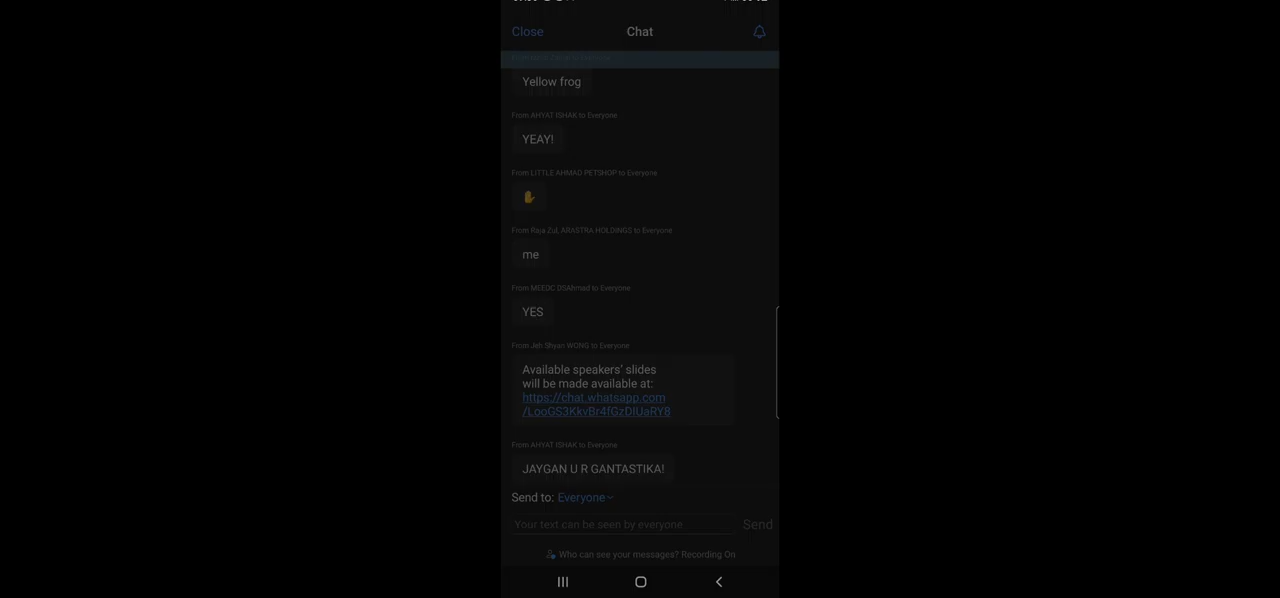 Close
Chat
Yellow frog
From AHYAT ISHAK to Everyone
YEAY!
From LITTLE AHMAD PETSHOP to Everyone
✋
From Raja Zul, ARASTRA HOLDINGS to Everyone
me
From MEEDC DSAhmad to Everyone
YES
From Jeh Shyan WONG to Everyone
Available speakers' slides
will be made available at:
https://chat.whatsapp.com
/LooGS3KkvBr4fGzDIUaRY8
From AHYAT ISHAK to Everyone
JAYGAN U R GANTASTIKA!
Send to: Everyone
Your text can be seen by everyone
Send
Who can see your messages? Recording On